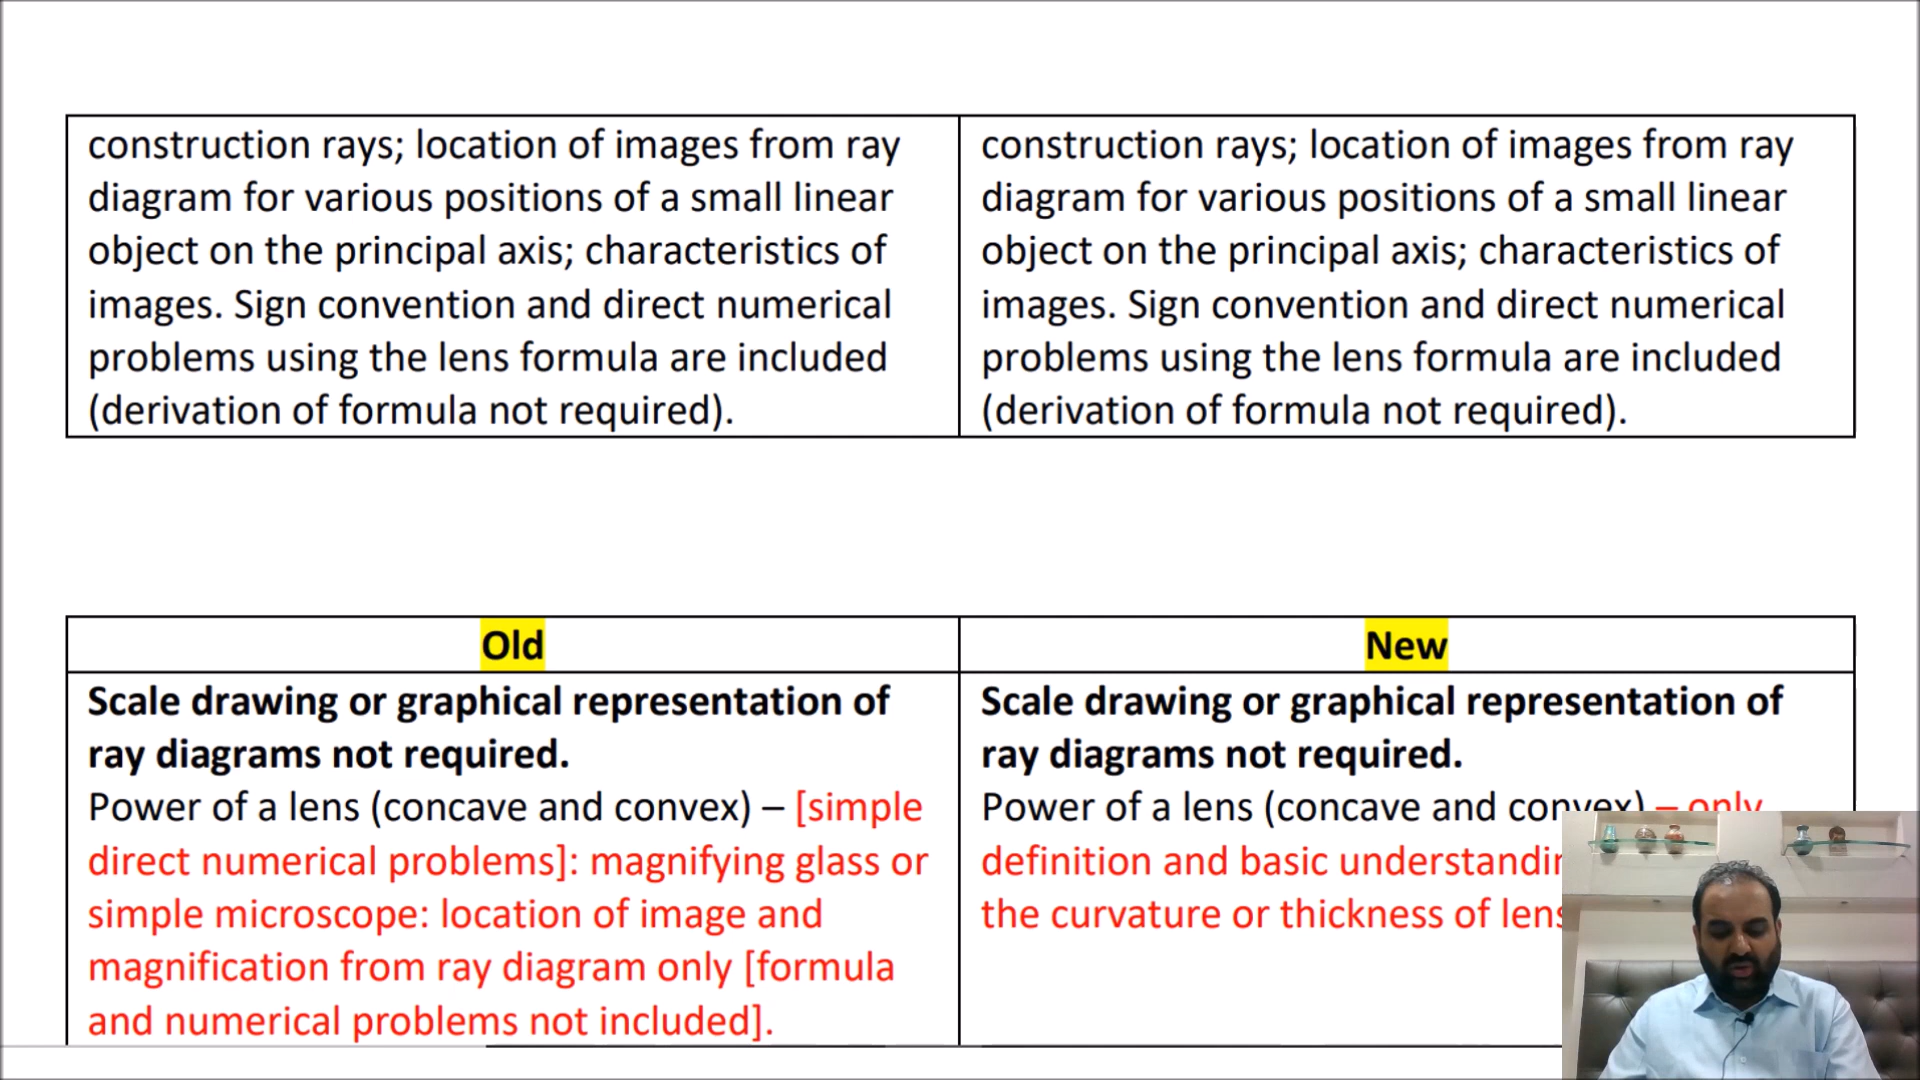 construction rays; location of images from ray
diagram for various positions of a small linear
object on the principal axis; characteristics of
images. Sign convention and direct numerical
problems using the lens formula are included
(derivation of formula not required).
construction rays; location of images from ray
diagram for various positions of a small linear
object on the principal axis; characteristics of
images. Sign convention and direct numerical
problems using the lens formula are included
(derivation of formula not required).
Old
New
Scale drawing or graphical representation of
ray diagrams not required.
Power of a lens (concave and convex) – [simple
direct numerical problems]: magnifying glass or
simple microscope: location of image and
magnification from ray diagram only [formula
and numerical problems not included].
Scale drawing or graphical representation of
ray diagrams not required.
Power of a lens (concave and convex) – only
definition and basic
the curvature or thickness of